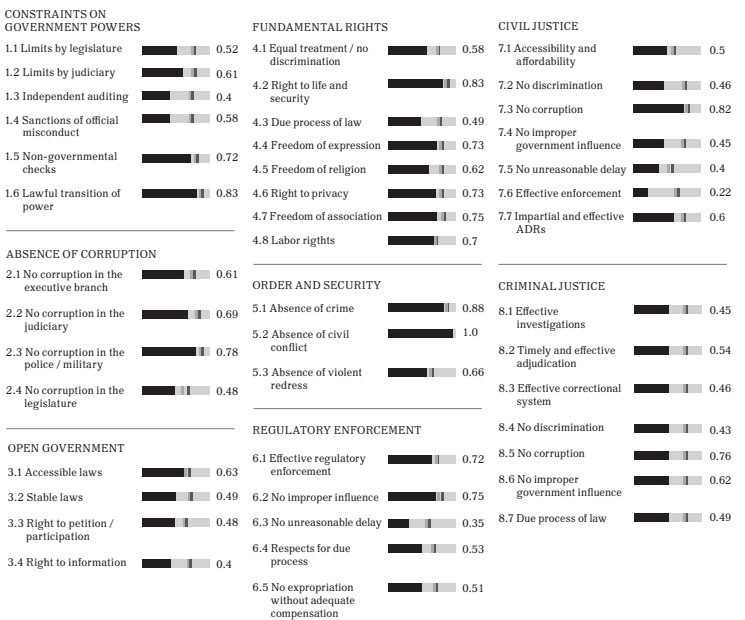 CONSTRAINTS ON
GOVERNMENT POWERS
1.1 Limits by legislature 0.52
1.2 Limits by judiciary 0.61
1.3 Independent auditing 0.4
1.4 Sanctions of official 0.58
misconduct
1.5 Non-governmental 0.72
checks
1.6 Lawful transition of 0.83
power
ABSENCE OF CORRUPTION
2.1 No corruption in the 0.61
executive branch
2.2 No corruption in the 0.69
judiciary
2.3 No corruption in the 0.78
police / military
2.4 No corruption in the 0.48
legislature
OPEN GOVERNMENT
3.1 Accessible laws 0.63
3.2 Stable laws 0.49
3.3 Right to petition / 0.48
participation
3.4 Right to information 0.4
FUNDAMENTAL RIGHTS
4.1 Equal treatment / no 0.58
discrimination
4.2 Right to life and 0.83
security
4.3 Due process of law 0.49
4.4 Freedom of expression 0.73
4.5 Freedom of religion 0.62
4.6 Right to privacy 0.73
4.7 Freedom of association 0.75
4.8 Labor rigthts 0.7
ORDER AND SECURITY
5.1 Absence of crime 0.88
5.2 Absence of civil 1.0
conflict
5.3 Absence of violent 0.66
redress
REGULATORY ENFORCEMENT
6.1 Effective regulatory 0.72
enforcement
6.2 No improper influence 0.75
6.3 No unreasonable delay 0.35
6.4 Respects for due 0.53
process
6.5 No expropriation 0.51
without adequate
compensation
CIVIL JUSTICE
7.1 Accessibility and 0.5
affordability
7.2 No discrimination 0.46
7.3 No corruption 0.82
7.4 No improper
government influence 0.45
7.5 No unreasonable delay 0.4
7.6 Effective enforcement 0.22
7.7 Impartial and effective 0.6
ADRs
CRIMINAL JUSTICE
8.1 Effective 0.45
investigations
8.2 Timely and effective 0.54
adjudication
8.3 Effective correctional 0.46
system
8.4 No discrimination 0.43
8.5 No corruption 0.76
8.6 No improper 0.62
government influence
8.7 Due process of law 0.49